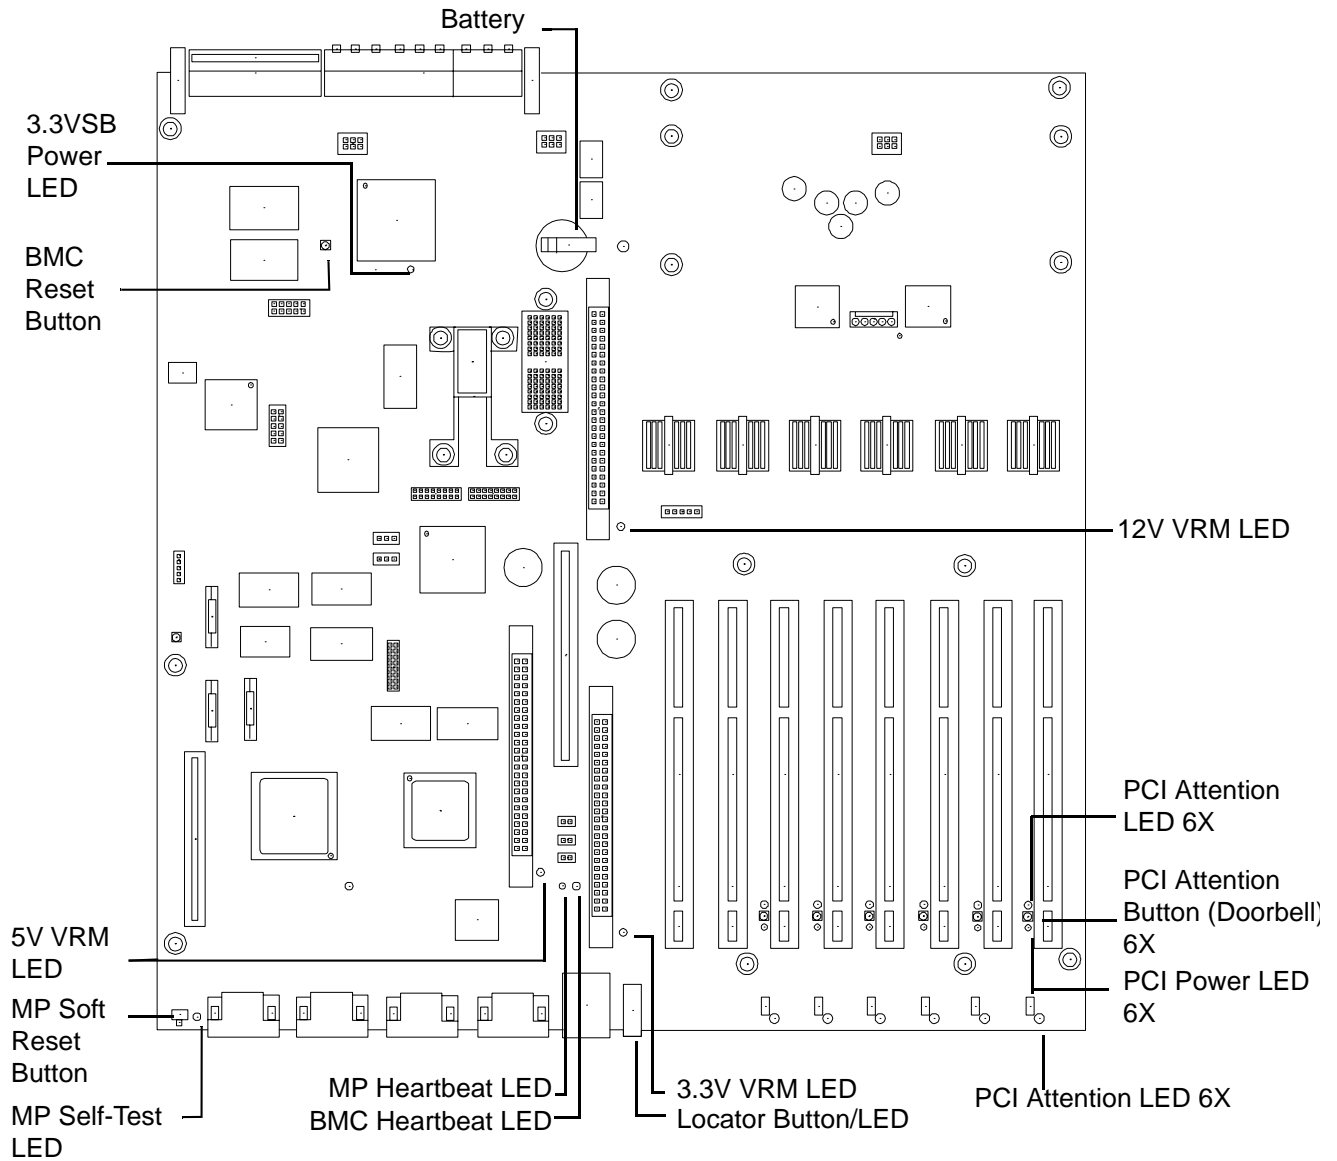 Battery
3.3VSB
Power
LED
BMC
Reset
Button
12V VRM LED
PCI Attention
LED 6X
PCI Attention
Button (Doorbell)
6X
PCI Power LED
6X
5V VRM
LED
MP Soft
Reset
Button
MP Self-Test
LED
MP Heartbeat LED
BMC Heartbeat LED
3.3V VRM LED
Locator Button/LED
PCI Attention LED 6X